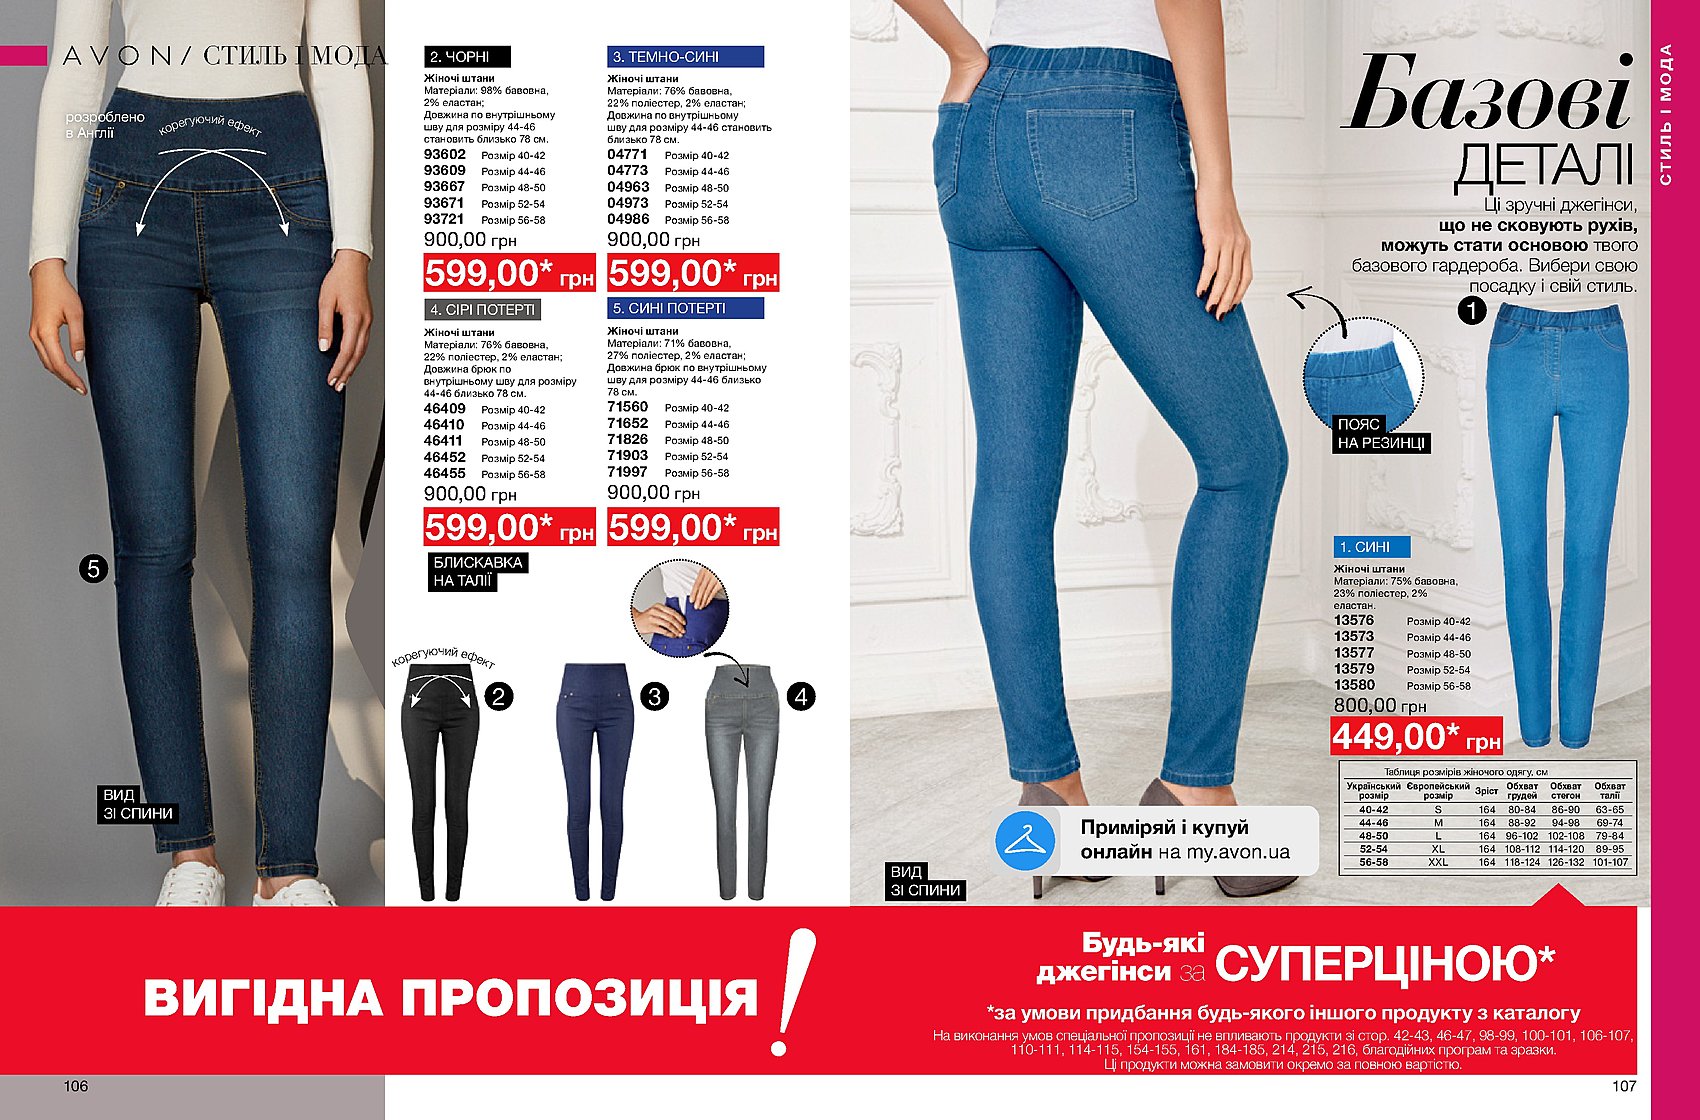 AVON / СТИЛЬ І МОДА
розроблено
в Англії
корегуючий ефект
5
ВИД
ЗІ СПИНИ
2. ЧОРНІ
Жіночі штани
Матеріали: 98% бавовна,
2% еластан;
Довжина по внутрішньому
шву для розміру 44-46
становить близько 78 см.
93602 Розмір 40-42
93609 Розмір 44-46
93667 Розмір 48-50
93671 Розмір 52-54
93721 Розмір 56-58
900,00 грн
599,00* грн
3. ТЕМНО-СИНІ
Жіночі штани
Матеріали: 76% бавовна,
22% поліестер, 2% еластан;
Довжина по внутрішньому
шву для розміру 44-46 становить
близько 78 см.
04771 Розмір 40-42
04773 Розмір 44-46
04963 Розмір 48-50
04973 Розмір 52-54
04986 Розмір 56-58
900,00 грн
599,00* грн
4. СІРІ ПОТЕРТІ
Жіночі штани
Матеріали: 76% бавовна,
22% поліестер, 2% еластан;
Довжина брюк по
внутрішньому шву для розміру
44-46 близько 78 см.
46409 Розмір 40-42
46410 Розмір 44-46
46411 Розмір 48-50
46452 Розмір 52-54
46455 Розмір 56-58
900,00 грн
599,00* грн
5. СИНІ ПОТЕРТІ
Жіночі штани
Матеріали: 71% бавовна,
27% поліестер, 2% еластан;
Довжина брюк по внутрішньому
шву для розміру 44-46 близько
78 см.
71560 Розмір 40-42
71652 Розмір 44-46
71826 Розмір 48-50
71903 Розмір 52-54
71997 Розмір 56-58
900,00 грн
599,00* грн
БЛИСКАВКА
НА ТАЛІЇ
корегуючий ефект
2
3
4
Базові
ДЕТАЛІ
Ці зручні джегінси,
що не сковують рухів,
можуть стати основою твого
базового гардероба. Вибери свою
посадку і свій стиль.
СТИЛЬ І МОДА
1
ПОЯС
НА РЕЗИНЦІ
1. СИНІ
Жіночі штани
Матеріали: 75% бавовна,
23% поліестер, 2%
еластан.
13576 Розмір 40-42
13573 Розмір 44-46
13577 Розмір 48-50
13579 Розмір 52-54
13580 Розмір 56-58
800,00 грн
449,00* грн
Таблиця розмірів жіночого одягу, см
Український розмір Європейський розмір Зріст Обхват грудей Обхват стегон Обхват талії
40-42 S 164 80-84 86-90 63-65
44-46 M 164 88-92 94-98 69-74
48-50 L 164 96-102 102-108 79-84
52-54 XL 164 108-112 114-120 89-95
56-58 XXL 164 118-124 126-132 101-107
Приміряй і купуй
онлайн на my.avon.ua
ВИД
ЗІ СПИНИ
ВИГІДНА ПРОПОЗИЦІЯ!
Будь-які
джегінси за СУПЕРЦІНОЮ*
*за умови придбання будь-якого іншого продукту з каталогу
На виконання умов спеціальної пропозиції не впливають продукти зі стор. 42-43, 46-47, 98-99, 100-101, 106-107,
110-111, 114-115, 154-155, 161, 184-185, 214, 215, 216, благодійних програм та зразки.
Ці продукти можна замовити окремо за повною вартістю.
106
107